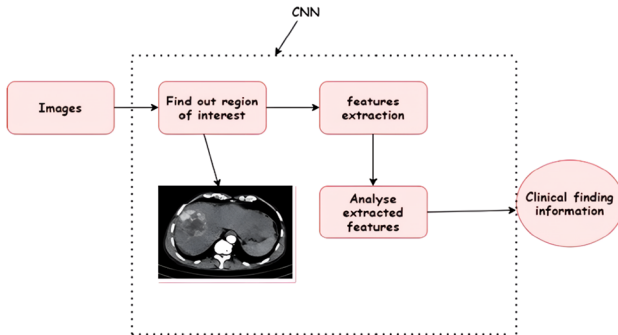 CNN
Images
Find out region
of interest
features
extraction
Analyse
extracted
features
Clinical finding
information